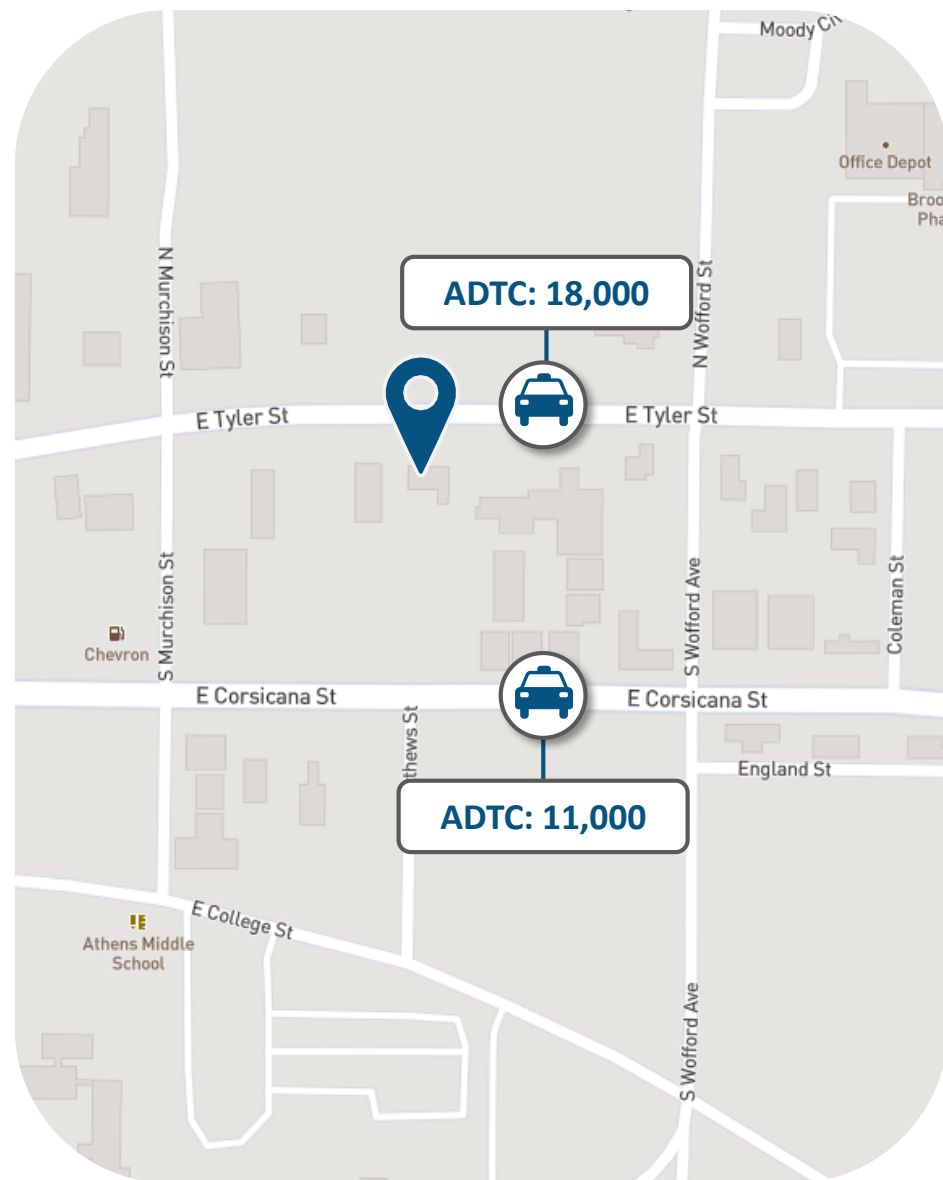 Moody Cir
Office Depot
Broo
Pha
N Murchison St
ADTC: 18,000
N Wofford St
E Tyler St
E Tyler St
S Murchison St
Chevron
S Wofford Ave
Coleman St
E Corsicana St
E Corsicana St
thews St
England St
ADTC: 11,000
E College St
Athens Middle
School
S Wofford Ave